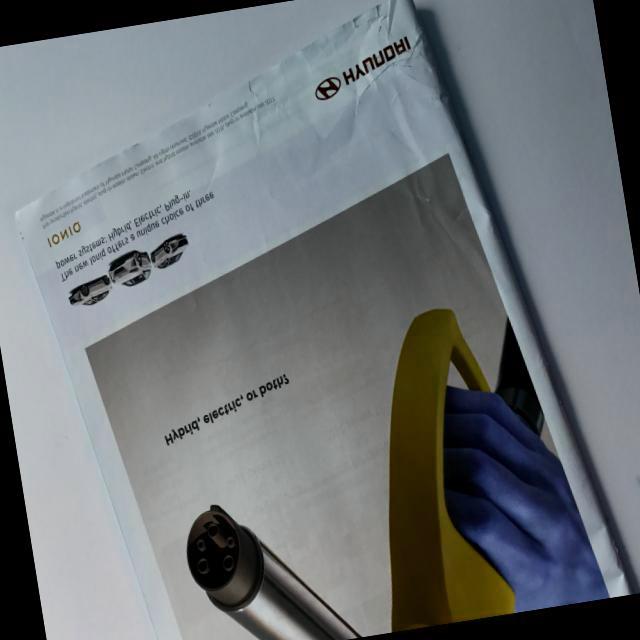 Hybrid, electric, or both?
The new Ioniq offers a unique choice of three
power systems: Hybrid, Electric, Plug-in.
IONIQ
HYUNDAI